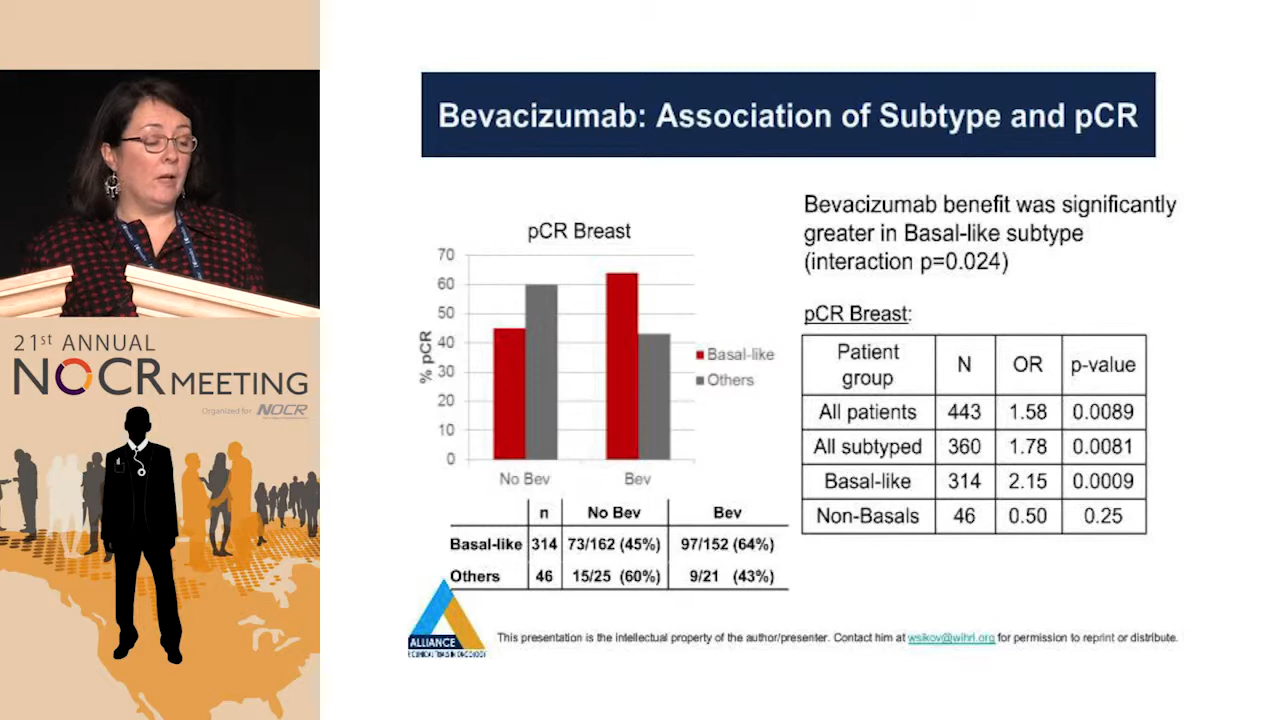 Bevacizumab: Association of Subtype and pCR
Bevacizumab benefit was significantly
greater in Basal-like subtype
(interaction p=0.024)
pCR Breast
70
60
50
40
30
20
10
0
% pCR
No Bev
Bev
Basal-like
Others
pCR Breast:
Patient group N OR p-value
All patients 443 1.58 0.0089
All subtyped 360 1.78 0.0081
Basal-like 314 2.15 0.0009
Non-Basals 46 0.50 0.25
n No Bev Bev
Basal-like 314 73/162 (45%) 97/152 (64%)
Others 46 15/25 (60%) 9/21 (43%)
ALLIANCE
This presentation is the intellectual property of the author/presenter. Contact him at wsikov@wihri.org for permission to reprint or distribute.
21st ANNUAL
NOCR MEETING
Organized for NOCR